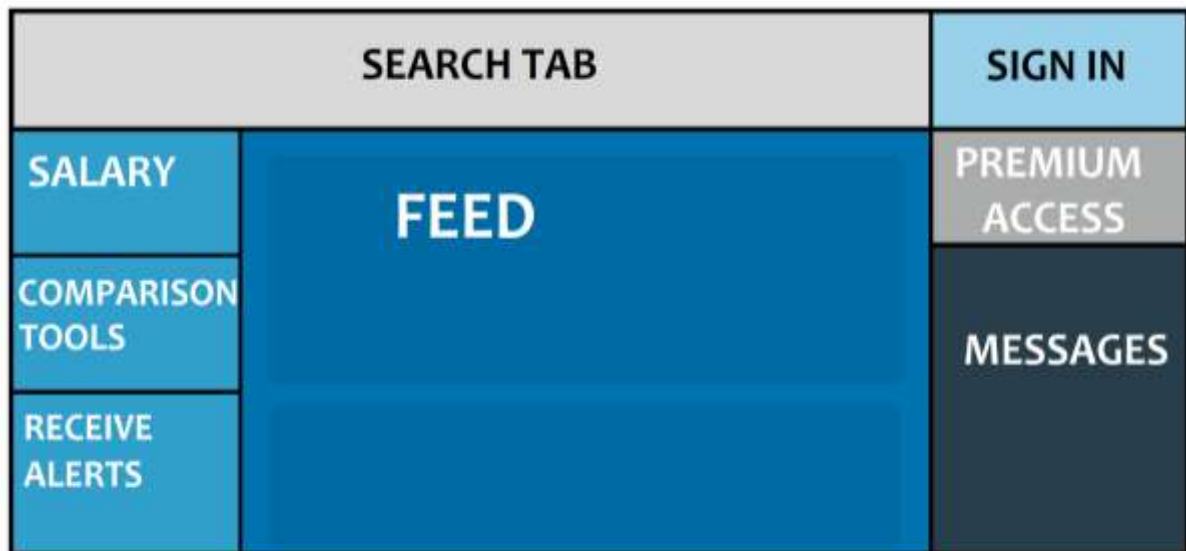 SEARCH TAB
SIGN IN
SALARY
COMPARISON
TOOLS
RECEIVE
ALERTS
FEED
PREMIUM
ACCESS
MESSAGES